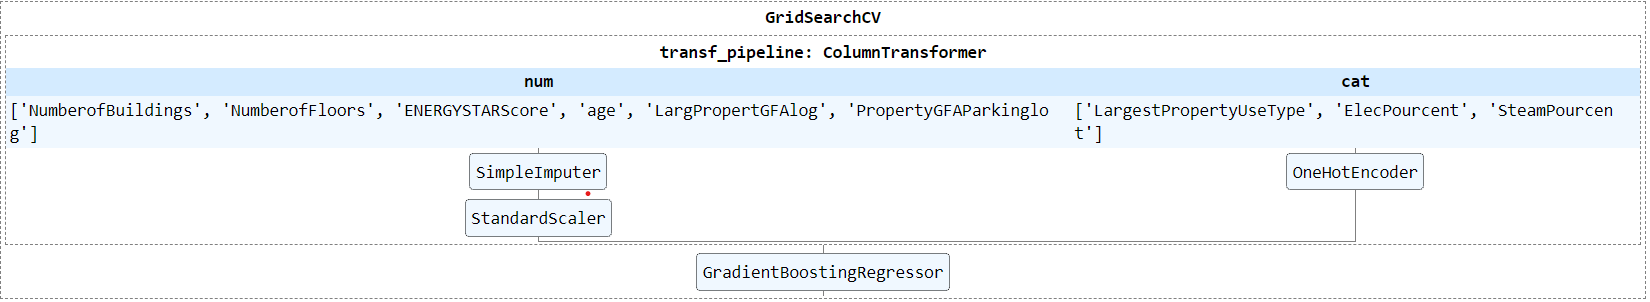 GridSearchCV
transf_pipeline: ColumnTransformer
num
cat
['NumberofBuildings', 'NumberofFloors', 'ENERGYSTARScore', 'age', 'LargPropertGFAlog', 'PropertyGFAParkinglo
g']
['LargestPropertyUseType', 'ElecPourcent', 'SteamPourcen
t']
SimpleImputer
OneHotEncoder
StandardScaler
GradientBoostingRegressor